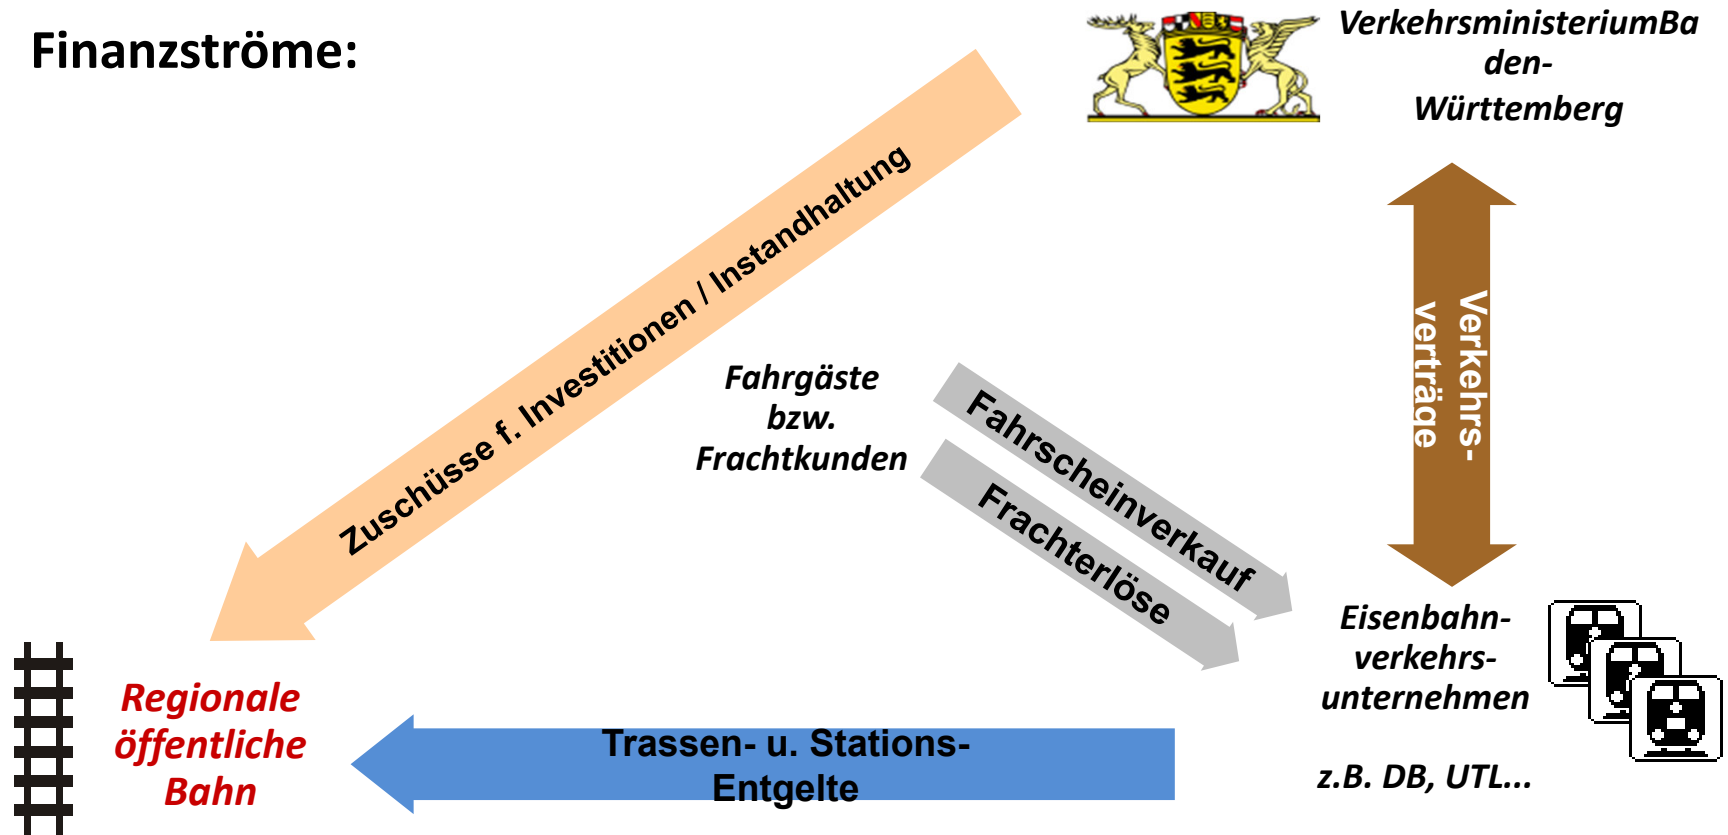 Finanzströme:
VerkehrsministeriumBa
den-
Württemberg
Zuschüsse f. Investitionen / Instandhaltung
Verkehrs-
verträge
Fahrgäste
bzw.
Frachtkunden
Fahrscheinverkauf
Frachterlöse
Eisenbahn-
verkehrs-
unternehmen
z.B. DB, UTL...
Regionale
öffentliche
Bahn
Trassen- u. Stations-
Entgelte